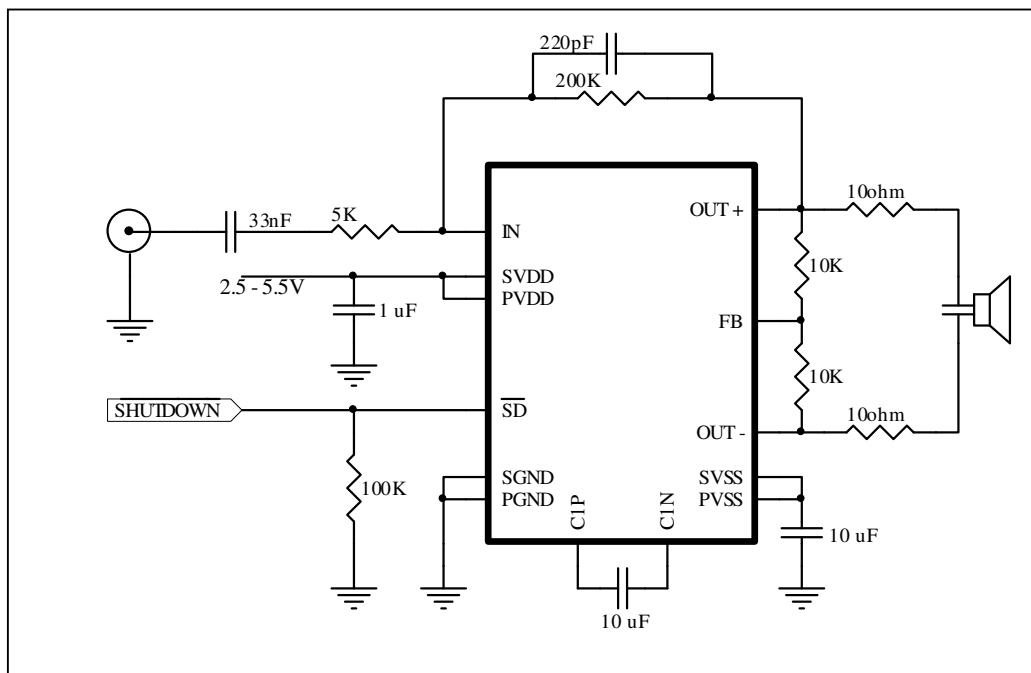 220pF
200K
10ohm
OUT +
33nF
5K
IN
10K
SVDD
2.5 - 5.5V
PVDD
1 uF
FB
10K
SHUTDOWN
SD
10ohm
OUT -
SGND
SVSS
100K
PGND
PVSS
C1P
C1N
10 uF
10 uF